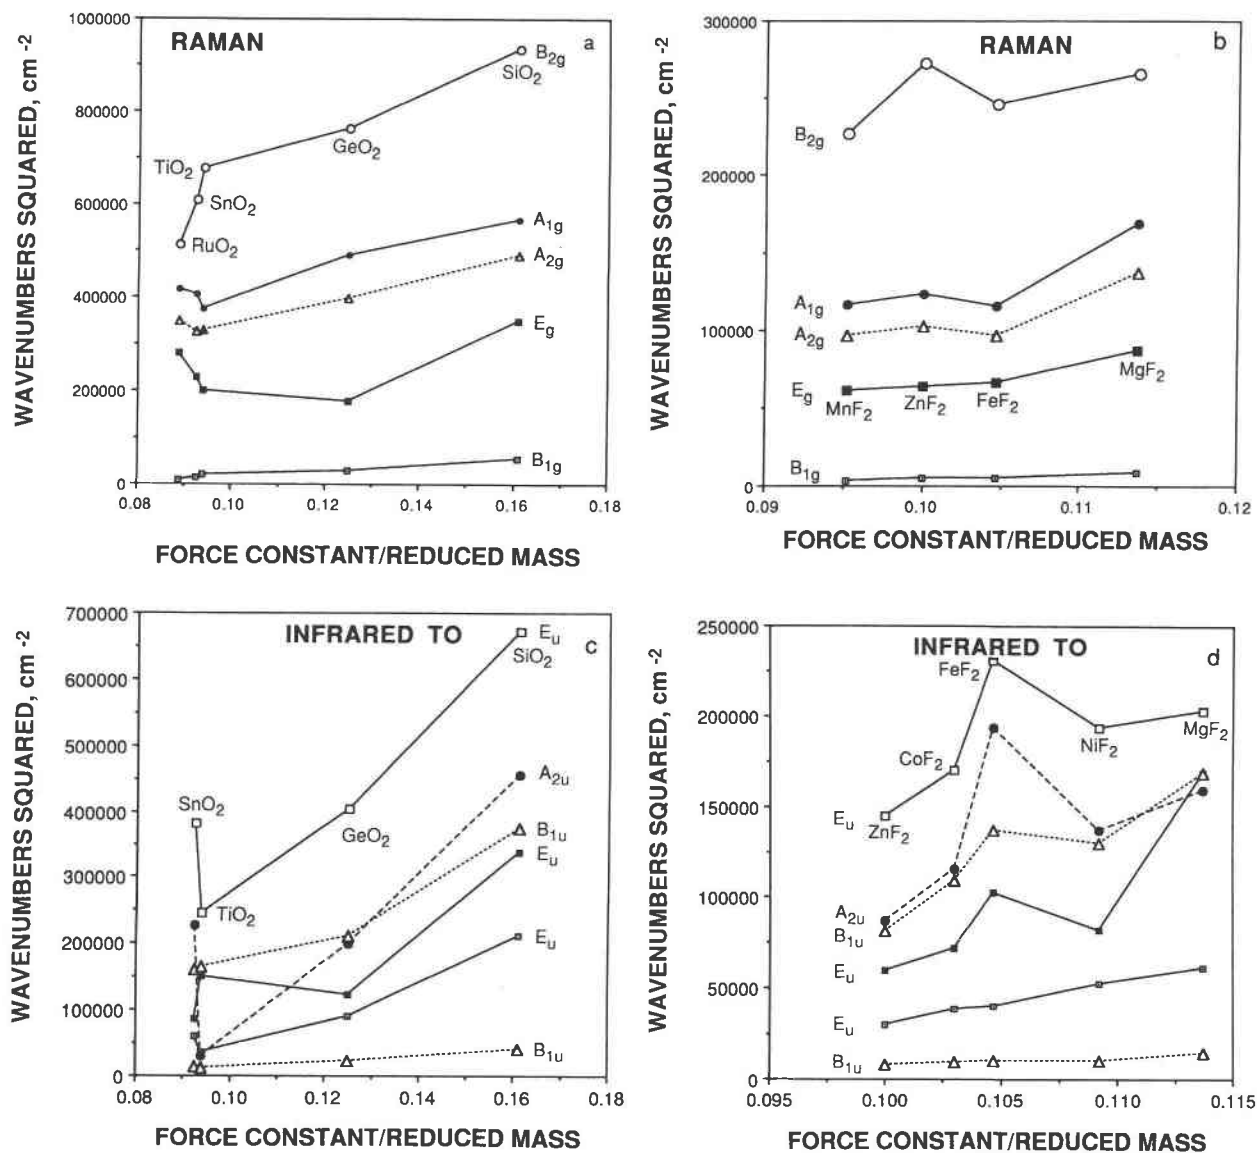 WAVENUMBERS SQUARED, cm -2
1000000
800000
600000
400000
200000
0
RAMAN
a
B2g
SiO2
GeO2
TiO2
SnO2
RuO2
A1g
A2g
Eg
B1g
0.08 0.10 0.12 0.14 0.16 0.18
FORCE CONSTANT/REDUCED MASS
WAVENUMBERS SQUARED, cm -2
300000
200000
100000
0
RAMAN
b
B2g
A1g
A2g
Eg
MnF2
ZnF2
FeF2
MgF2
B1g
0.09 0.10 0.11 0.12
FORCE CONSTANT/REDUCED MASS
WAVENUMBERS SQUARED, cm -2
700000
600000
500000
400000
300000
200000
100000
0
INFRARED TO
c
Eu
SiO2
A2u
SnO2
GeO2
B1u
Eu
TiO2
Eu
B1u
0.08 0.10 0.12 0.14 0.16 0.18
FORCE CONSTANT/REDUCED MASS
WAVENUMBERS SQUARED, cm -2
250000
200000
150000
100000
50000
0
INFRARED TO
d
FeF2
MgF2
NiF2
CoF2
Eu
ZnF2
A2u
B1u
Eu
Eu
B1u
0.095 0.100 0.105 0.110 0.115
FORCE CONSTANT/REDUCED MASS